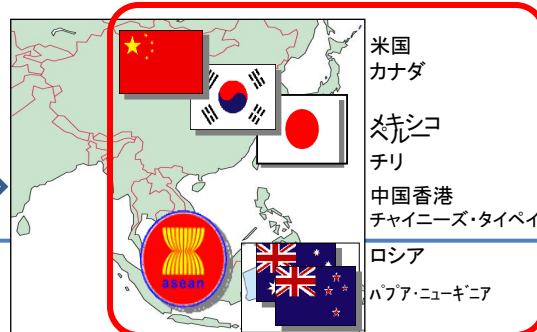 米国
カナダ
メキシコ
ペルー
チリ
中国香港
チャイニーズ・タイペイ
ロシア
パプア・ニューギニア
asean